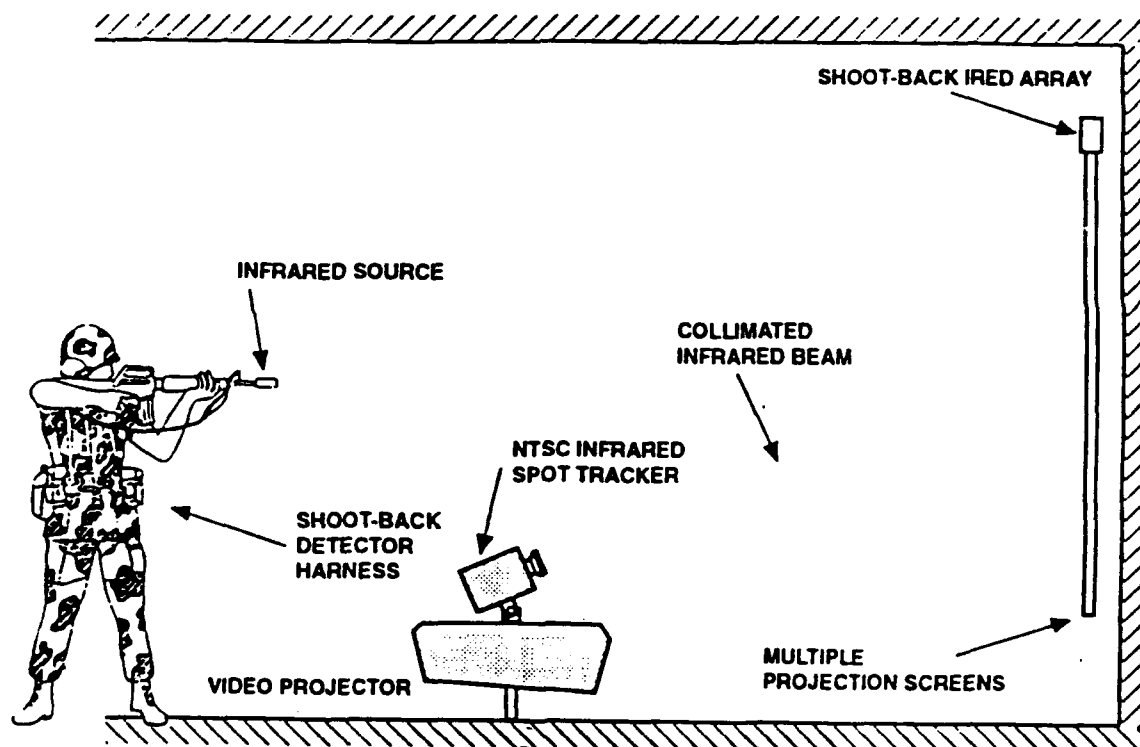 SHOOT-BACK IRED ARRAY
INFRARED SOURCE
COLLIMATED
INFRARED BEAM
NTSC INFRARED
SPOT TRACKER
SHOOT-BACK
DETECTOR
HARNESS
MULTIPLE
PROJECTION SCREENS
VIDEO PROJECTOR